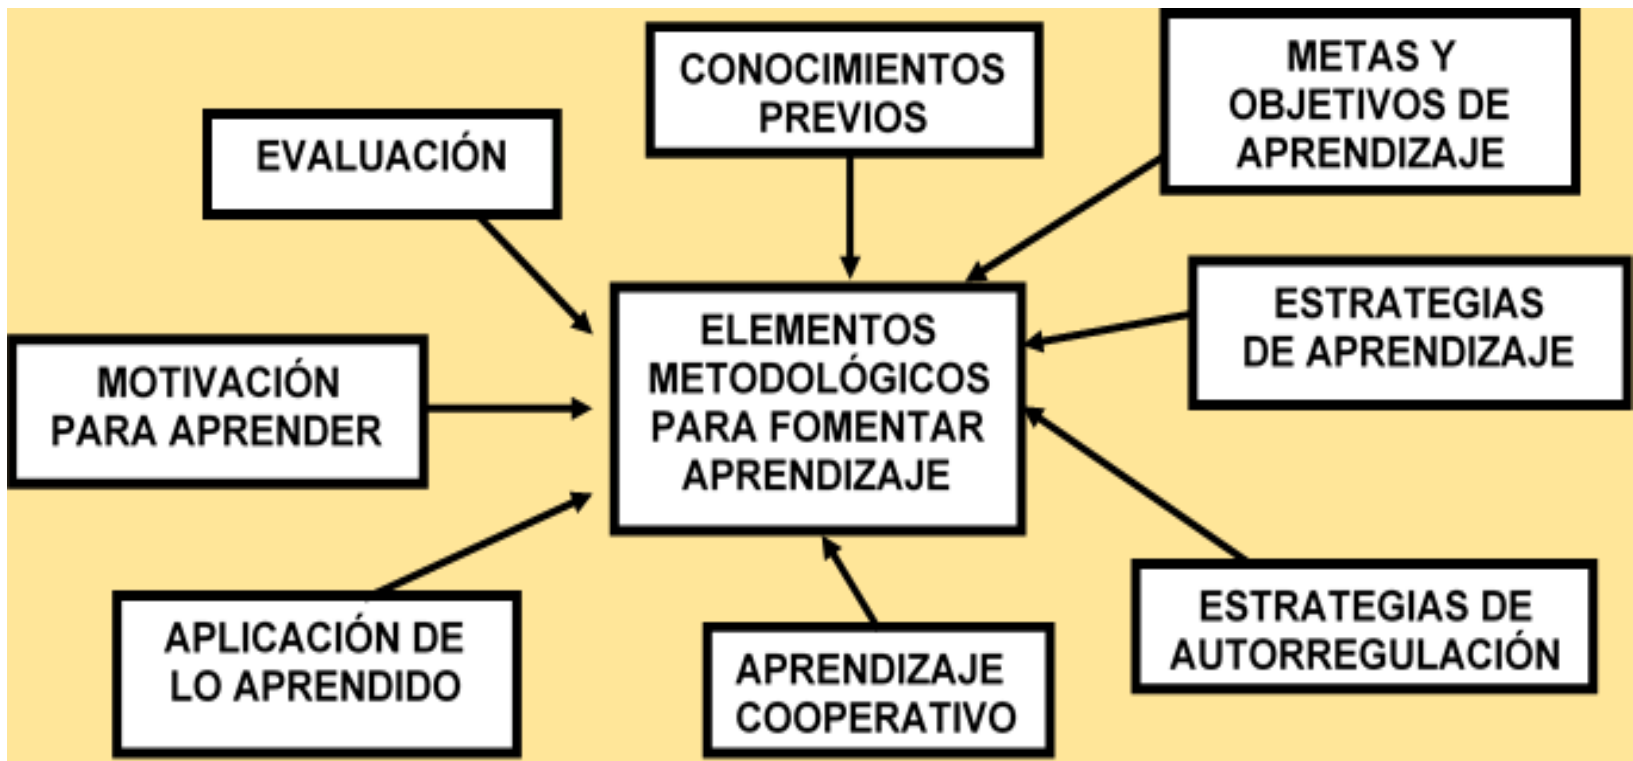 CONOCIMIENTOS
PREVIOS
METAS Y
OBJETIVOS DE
APRENDIZAJE
EVALUACIÓN
ESTRATEGIAS
DE APRENDIZAJE
ELEMENTOS
METODOLÓGICOS
PARA FOMENTAR
APRENDIZAJE
MOTIVACIÓN
PARA APRENDER
ESTRATEGIAS DE
AUTORREGULACIÓN
APLICACIÓN DE
LO APRENDIDO
APRENDIZAJE
COOPERATIVO